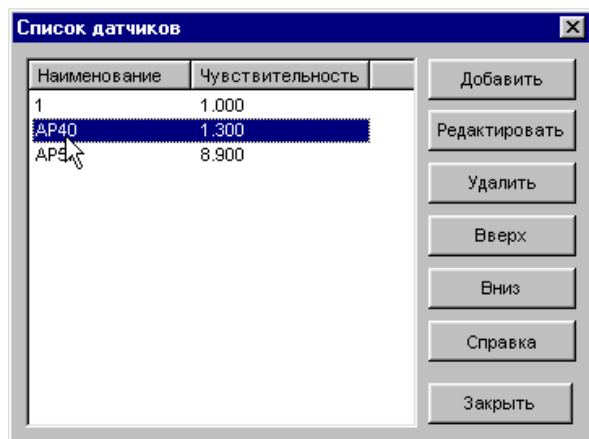 Список датчиков
Наименование Чувствительность
1 1.000
AP40 1.300
8.900
Добавить
Редактировать
Удалить
Вверх
Вниз
Справка
Закрыть